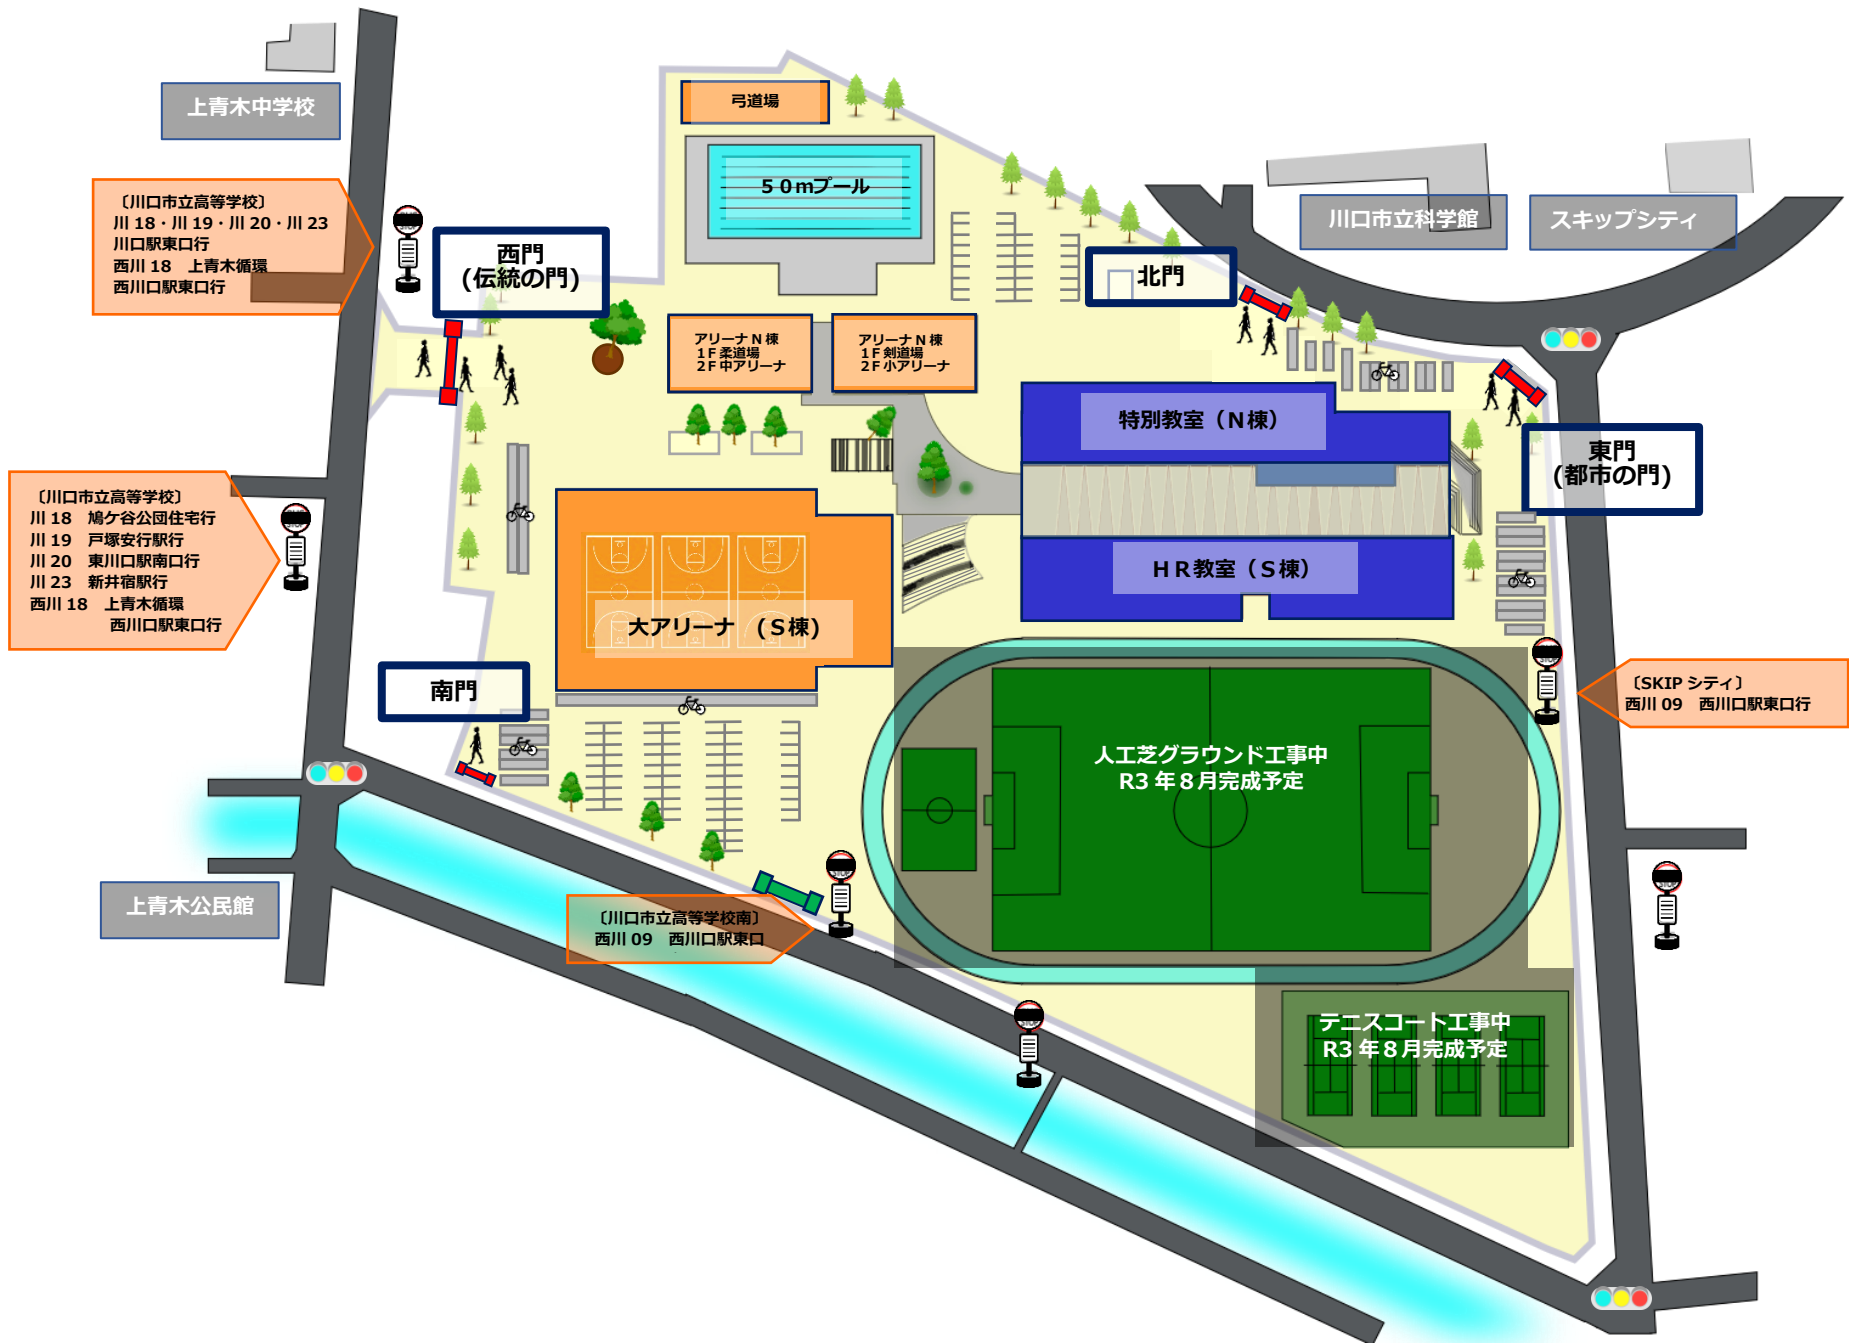 上青木中学校
弓道場
５０ｍプール
〔川口市立高等学校〕
川 18・川 19・川 20・川 23
川口駅東口行
西川 18　上青木循環
西川口駅東口行
西門
(伝統の門)
北門
川口市立科学館
スキップシティ
アリーナＮ棟
１Ｆ柔道場
２Ｆ中アリーナ
アリーナＮ棟
１Ｆ剣道場
２Ｆ小アリーナ
特別教室（Ｎ棟）
東門
(都市の門)
〔川口市立高等学校〕
川 18　鳩ケ谷公団住宅行
川 19　戸塚安行駅行
川 20　東川口駅南口行
川 23　新井宿駅行
西川 18　上青木循環
西川口駅東口行
ＨＲ教室（Ｓ棟）
大アリーナ　（Ｓ棟）
南門
〔SKIP シティ〕
西川 09　西川口駅東口行
人工芝グラウンド工事中
R3 年８月完成予定
上青木公民館
〔川口市立高等学校南〕
西川 09　西川口駅東口
テニスコート工事中
R3 年８月完成予定